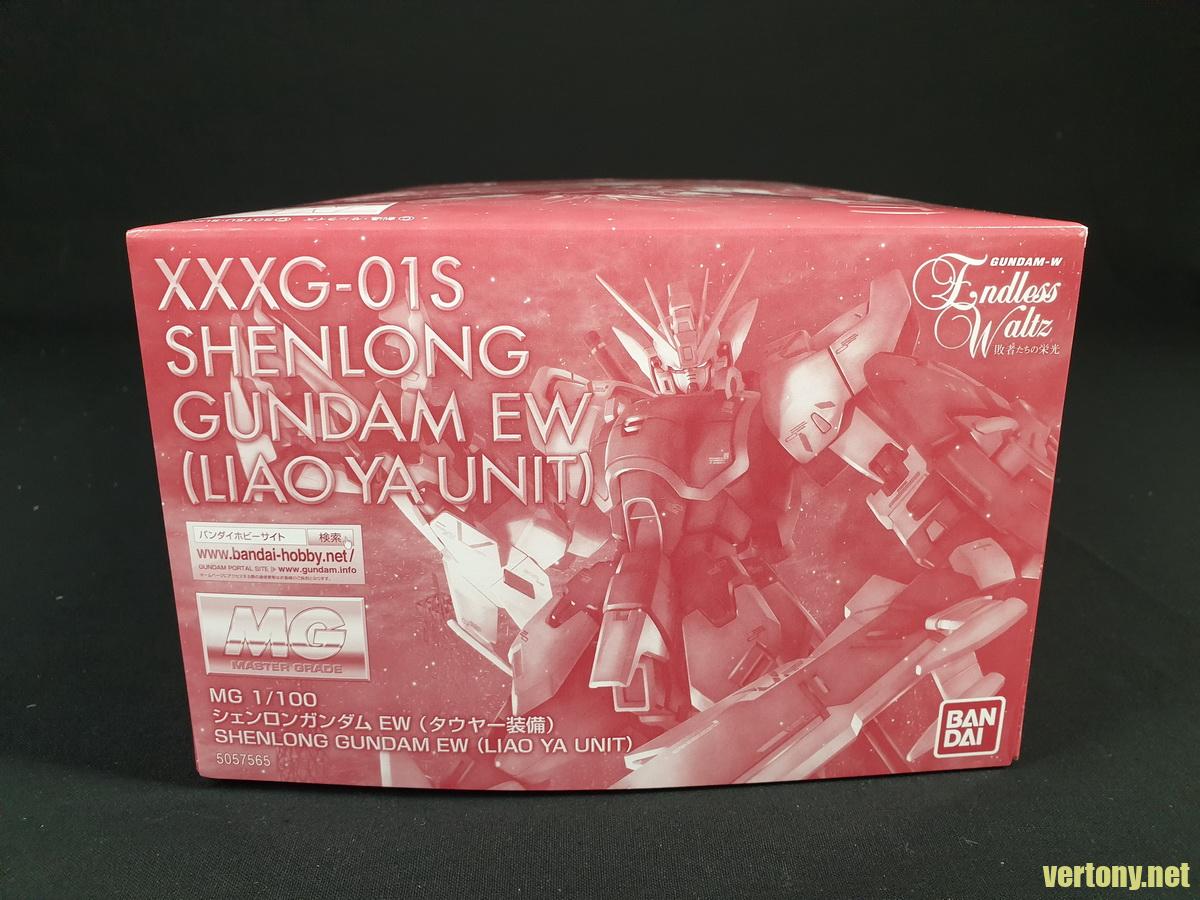 XXXG-01S
SHENLONG
GUNDAM EW
(LIAO YA UNIT)
GUNDAM-W
Endless
Waltz
敗者たちの栄光
バンダイホビーサイト 検索
www.bandai-hobby.net/
GUNDAM PORTAL SITE ▷ www.gundam.info
MG
MASTER GRADE
MG 1/100
シェンロンガンダム EW (タウヤー装備)
SHENLONG GUNDAM EW (LIAO YA UNIT)
5057565
BAN
DAI
vertony.net